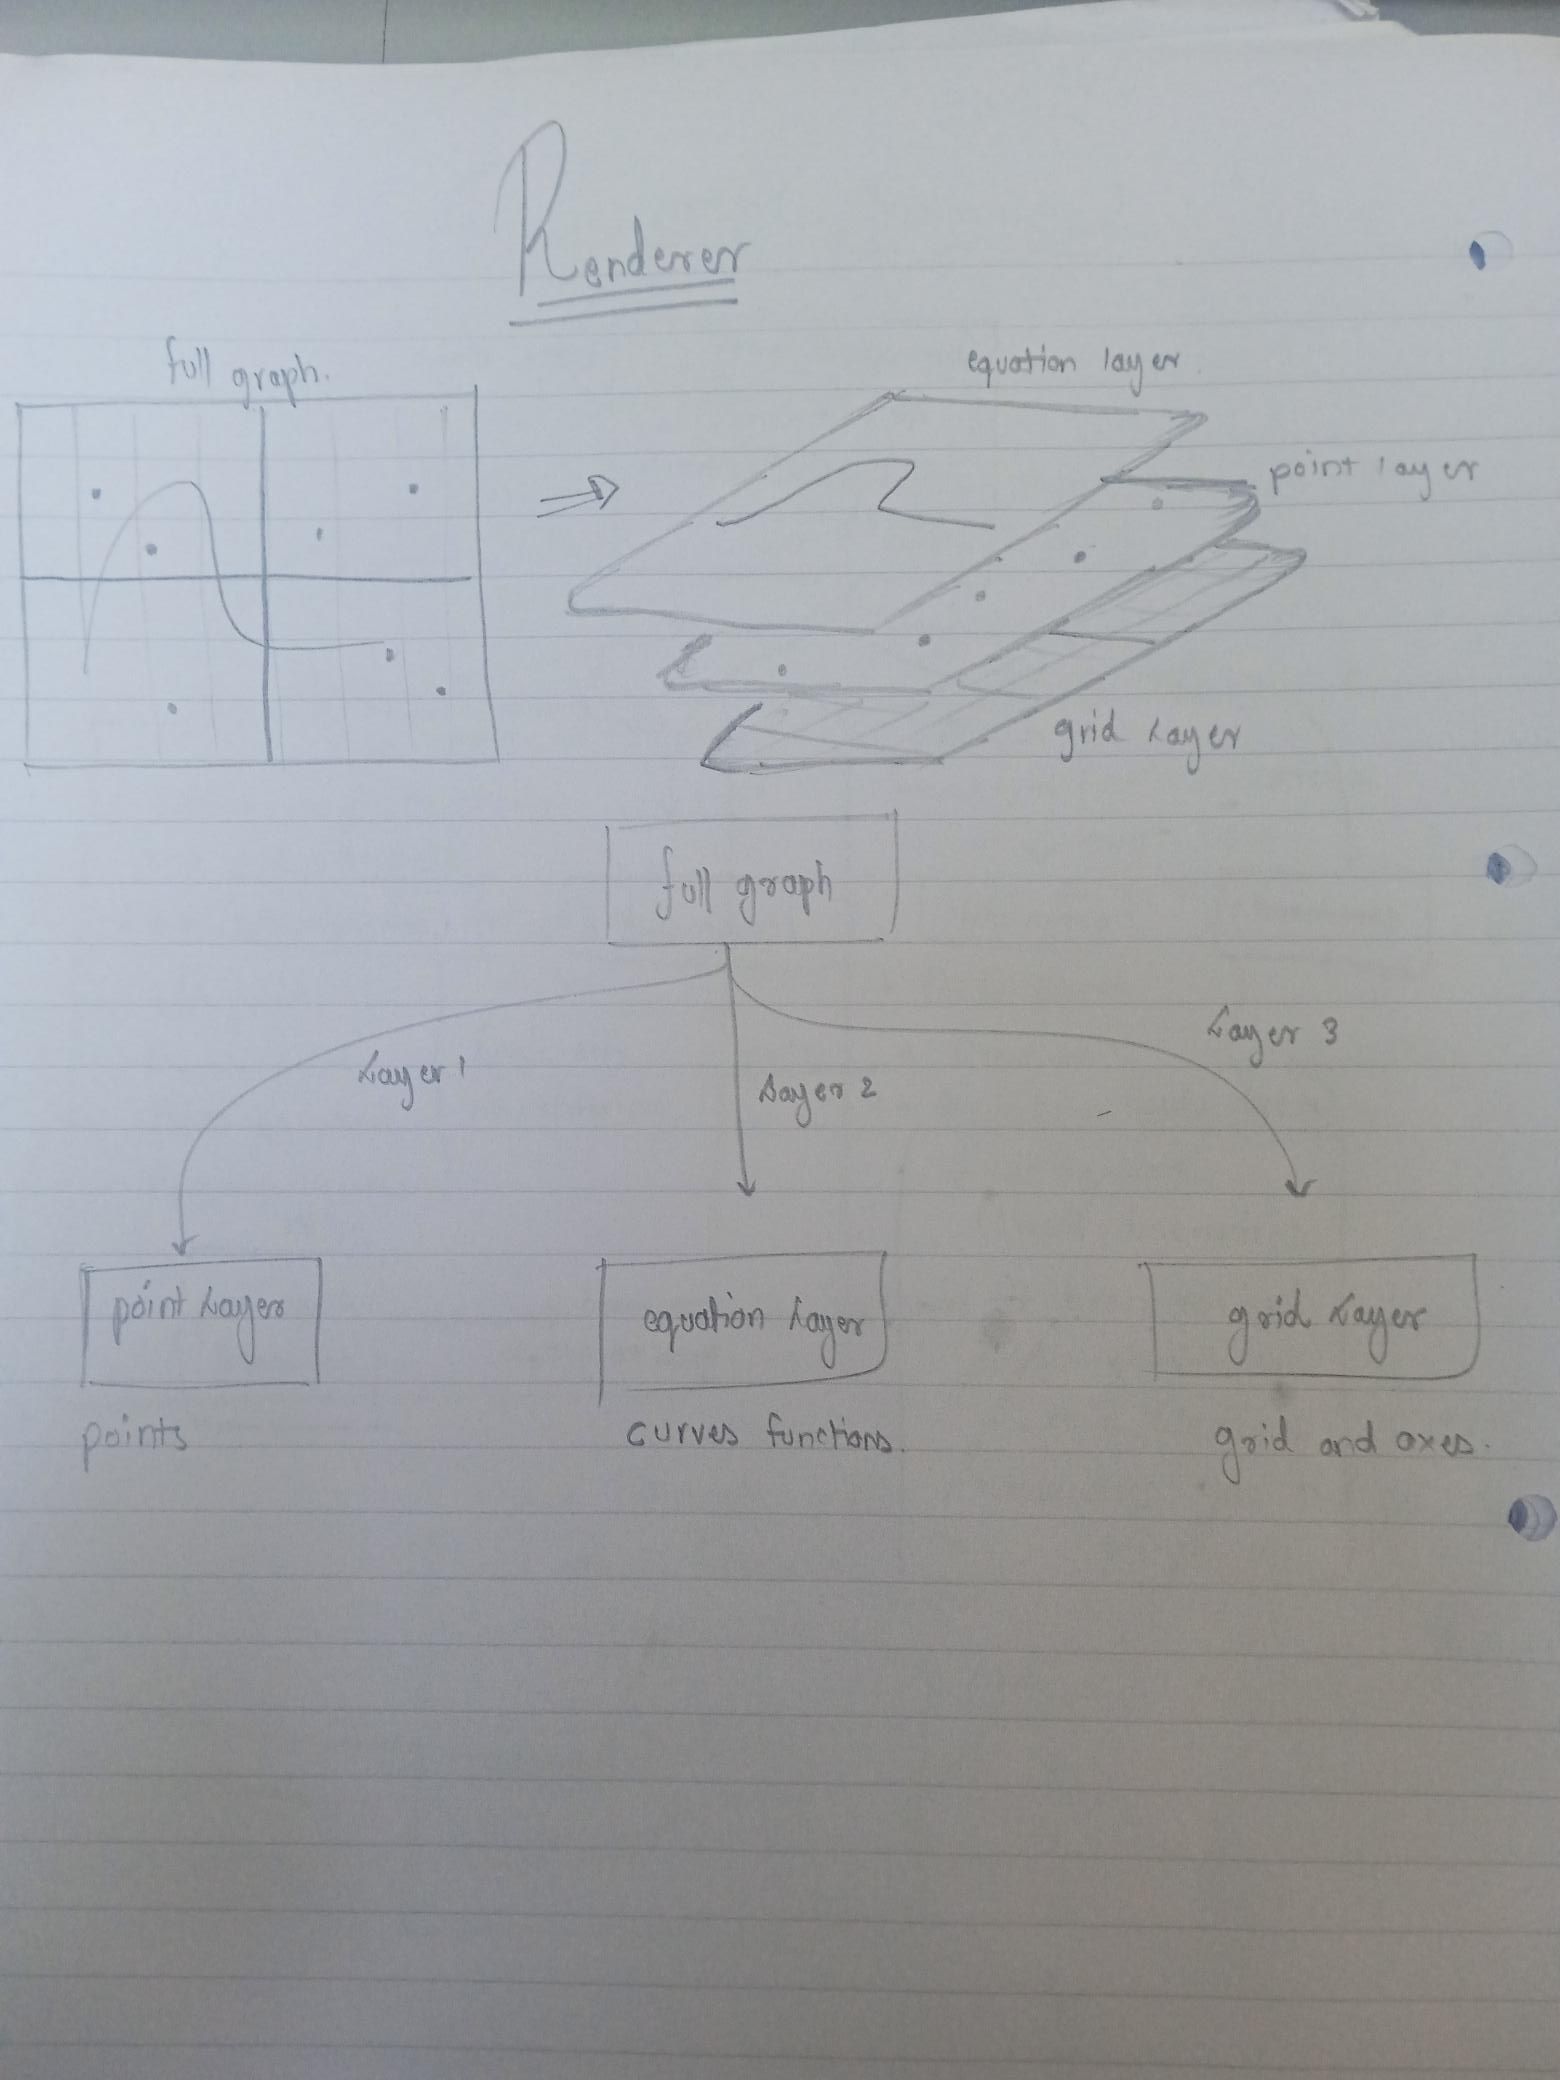 Renderer
full graph.
equation layer
point layer
grid Layer
full graph
Layer 1
Layer 2
Layer 3
point Layer
equation Layer
grid Layer
points
curves functions.
grid and axes.